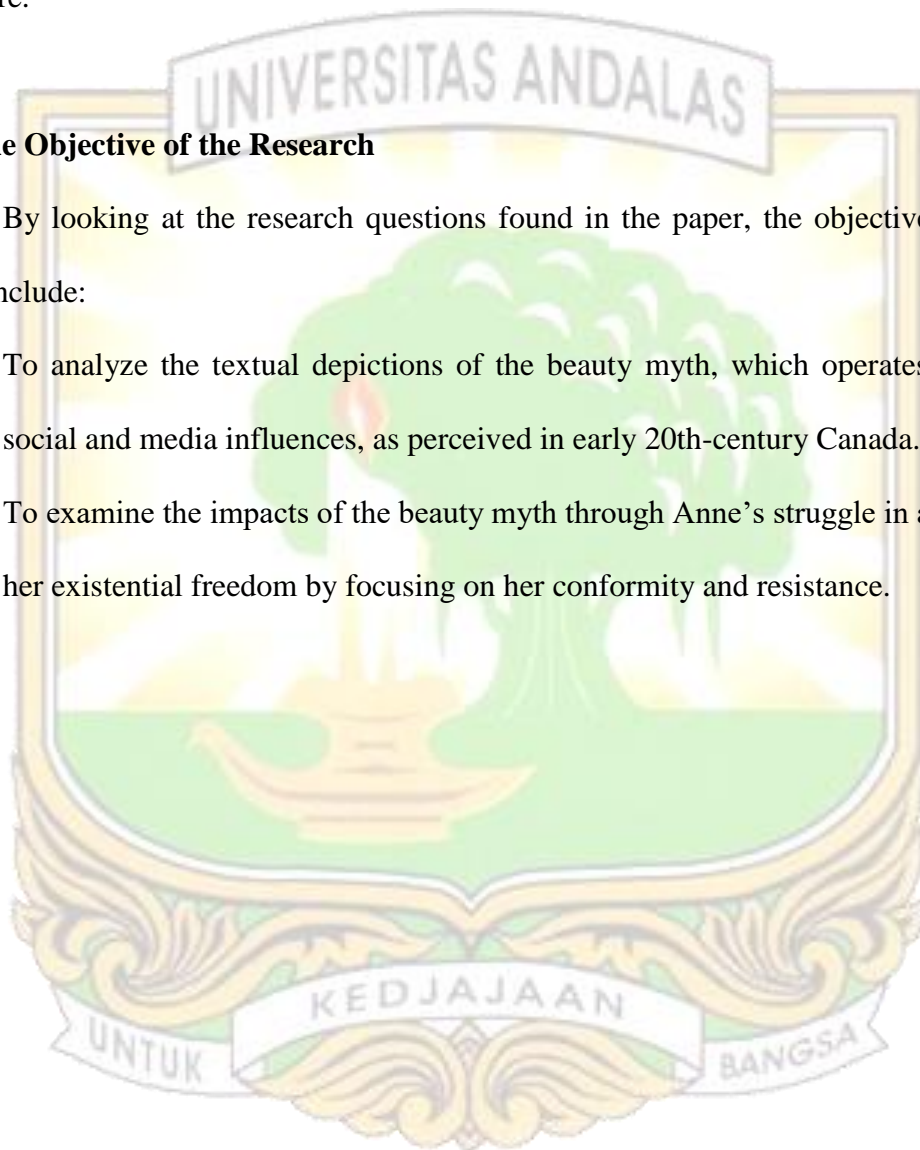 re.
UNIVERSITAS ANDALAS
e Objective of the Research
By looking at the research questions found in the paper, the objective
nclude:
To analyze the textual depictions of the beauty myth, which operates
social and media influences, as perceived in early 20th-century Canada.
To examine the impacts of the beauty myth through Anne’s struggle in a
her existential freedom by focusing on her conformity and resistance.
KEDJAJAAN
UNTUK BANGSA